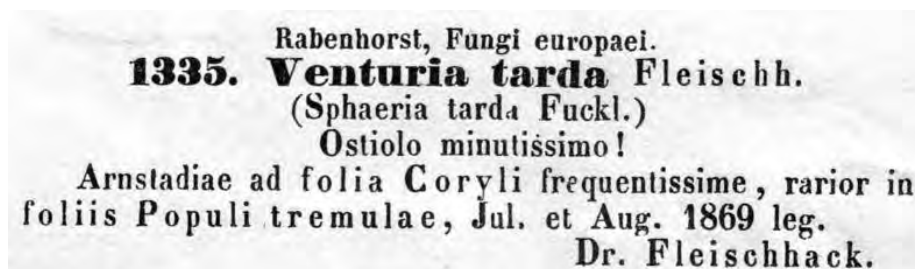 Rabenhorst, Fungi europaei.
1335. Venturia tarda Fleischh.
(Sphaeria tarda Fuckl.)
Ostiolo minutissimo!
Arnstadiae ad folia Coryli frequentissime, rarior in
foliis Populi tremulae, Jul. et Aug. 1869 leg.
Dr. Fleischhack.